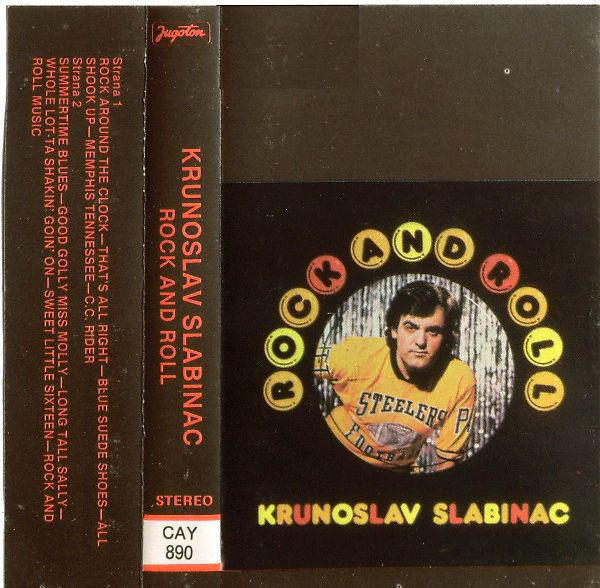 Strana 1
ROCK AROUND THE CLOCK—THAT'S ALL RIGHT—BLUE SUEDE SHOES—ALL
SHOOK UP—MEMPHIS TENNESSEE—C.C. RIDER
Strana 2
SUMMERTIME BLUES—GOOD GOLLY MISS MOLLY—LONG TALL SALLY—
WHOLE LOT-TA SHAKIN' GOIN' ON—SWEET LITTLE SIXTEEN—ROCK AND
ROLL MUSIC
Jugoton
KRUNOSLAV SLABINAC
ROCK AND ROLL
STEREO
CAY
890
ROCK AND ROLL
STEELERS
FOOTBALL
KRUNOSLAV SLABINAC